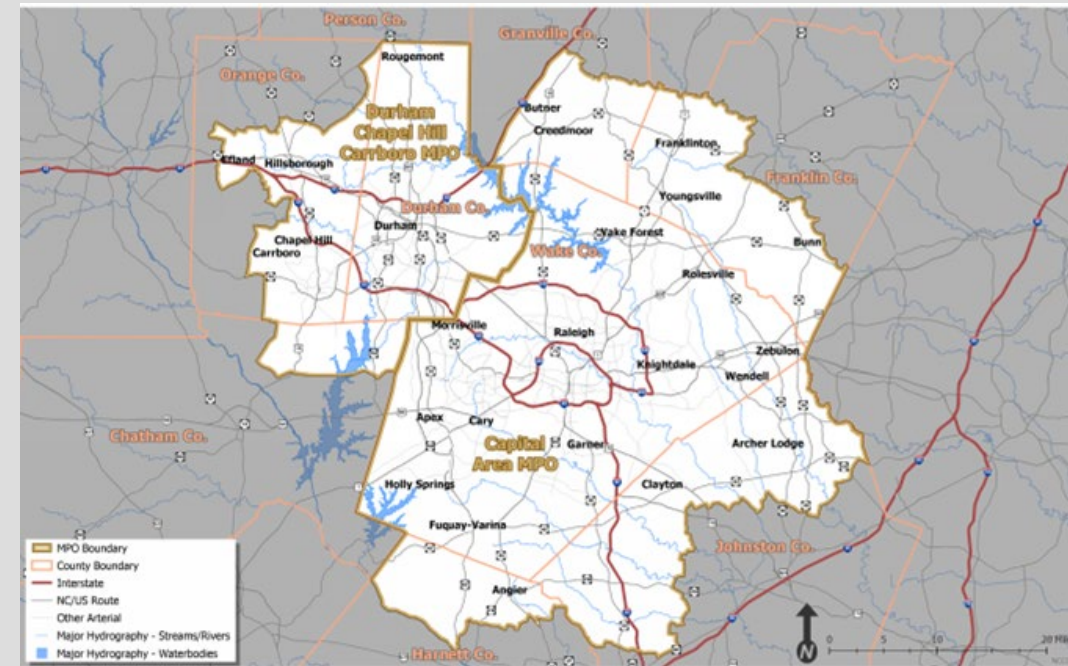 Person Co.
Granville Co.
Rougemont
Orange Co.
Durham
Chapel Hill
Carrboro MPO
Butner
Creedmoor
Franklinton
Efland
Hillsborough
Franklin Co.
Youngsville
Durham Co.
Durham
Chapel Hill
Carrboro
Wake Forest
Wake Co.
Bunn
Rolesville
Morrisville
Raleigh
Knightdale
Zebulon
Wendell
Apex
Cary
Chatham Co.
Capital
Area MPO
Garner
Archer Lodge
Holly Springs
Clayton
Fuquay-Varina
Johnston Co.
Angier
Harnett Co.
MPO Boundary
County Boundary
Interstate
NC/US Route
Other Arterial
Major Hydrography - Streams/Rivers
Major Hydrography - Waterbodies
N
0 5 10 20